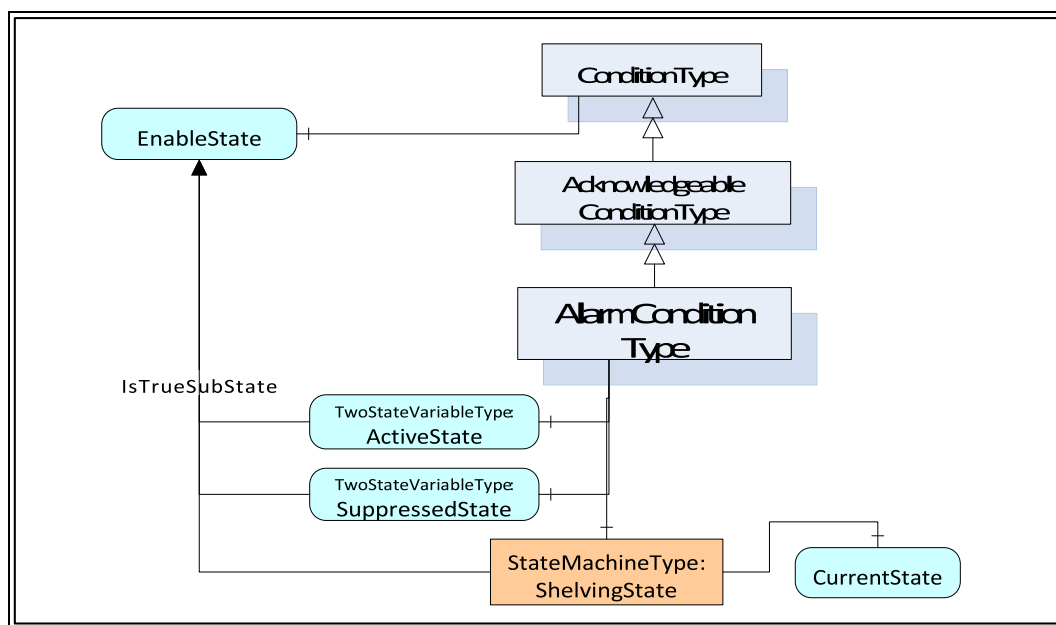 ConditionType
EnableState
Acknowledgeable
ConditionType
AlarmCondition
Type
IsTrueSubState
TwoStateVariableType:
ActiveState
TwoStateVariableType:
SuppressedState
StateMachineType:
ShelvingState
CurrentState